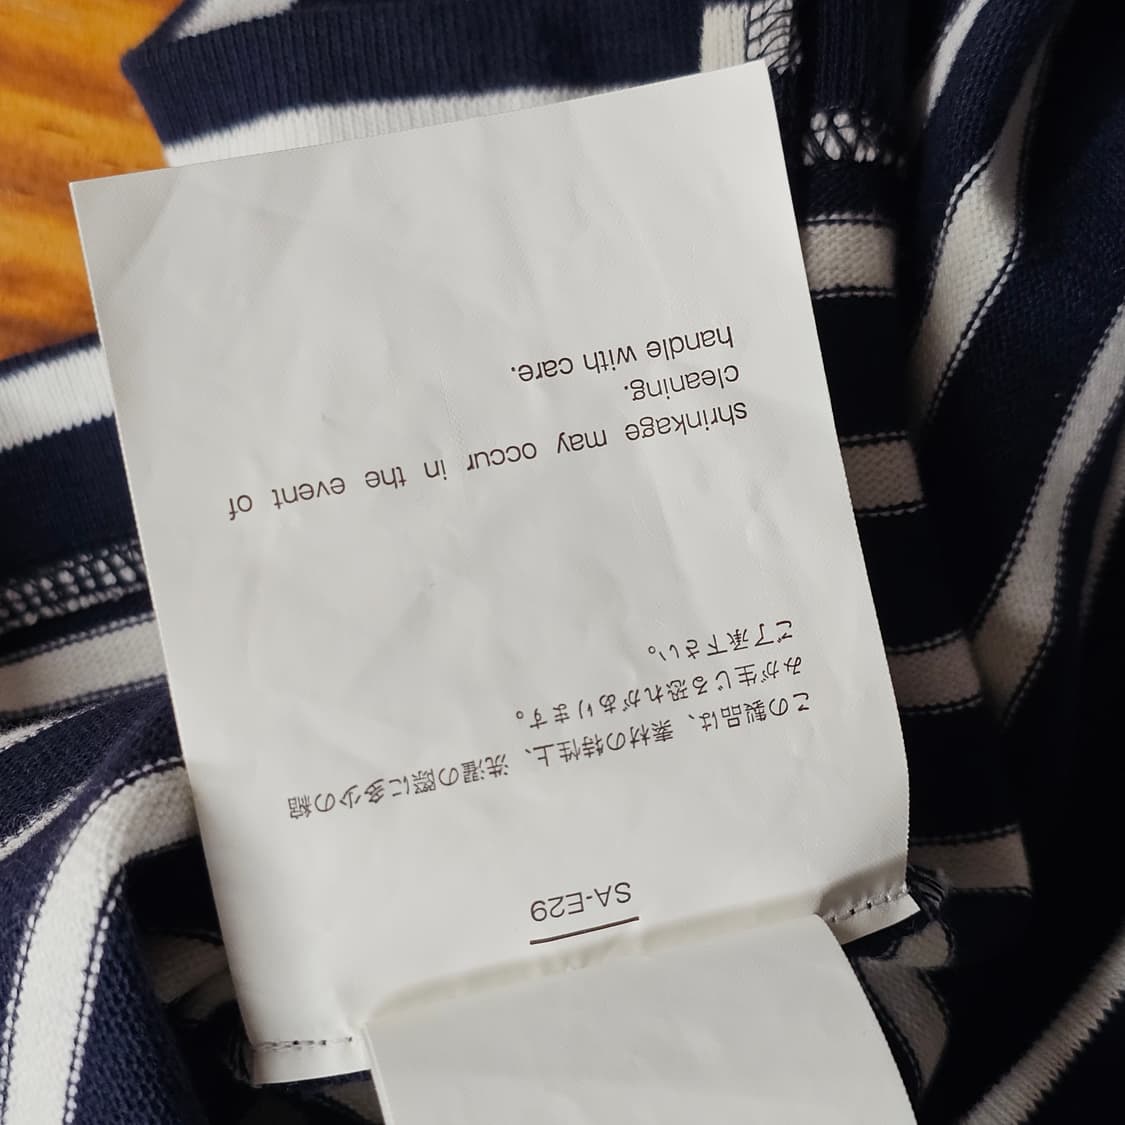 SA-E29
この製品は、素材の特性上、洗濯の際に多少の縮
みが生じる恐れがあります。
ご了承下さい。
shrinkage may occur in the event of
cleaning.
handle with care.